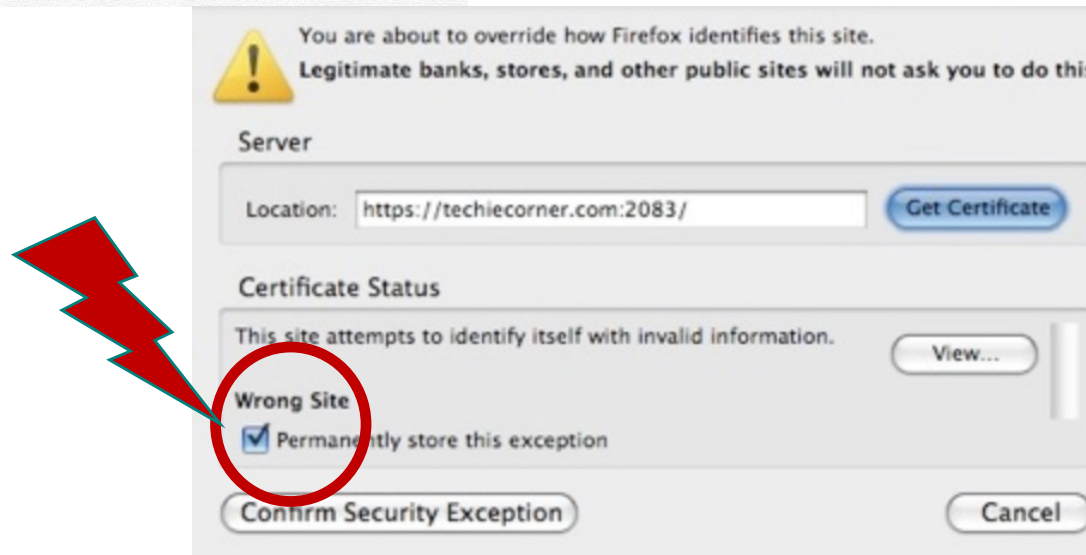 You are about to override how Firefox identifies this site.
Legitimate banks, stores, and other public sites will not ask you to do this
Server
Location: https://techiecorner.com:2083/ Get Certificate
Certificate Status
This site attempts to identify itself with invalid information.
View...
Wrong Site
Permanently store this exception
Confirm Security Exception Cancel